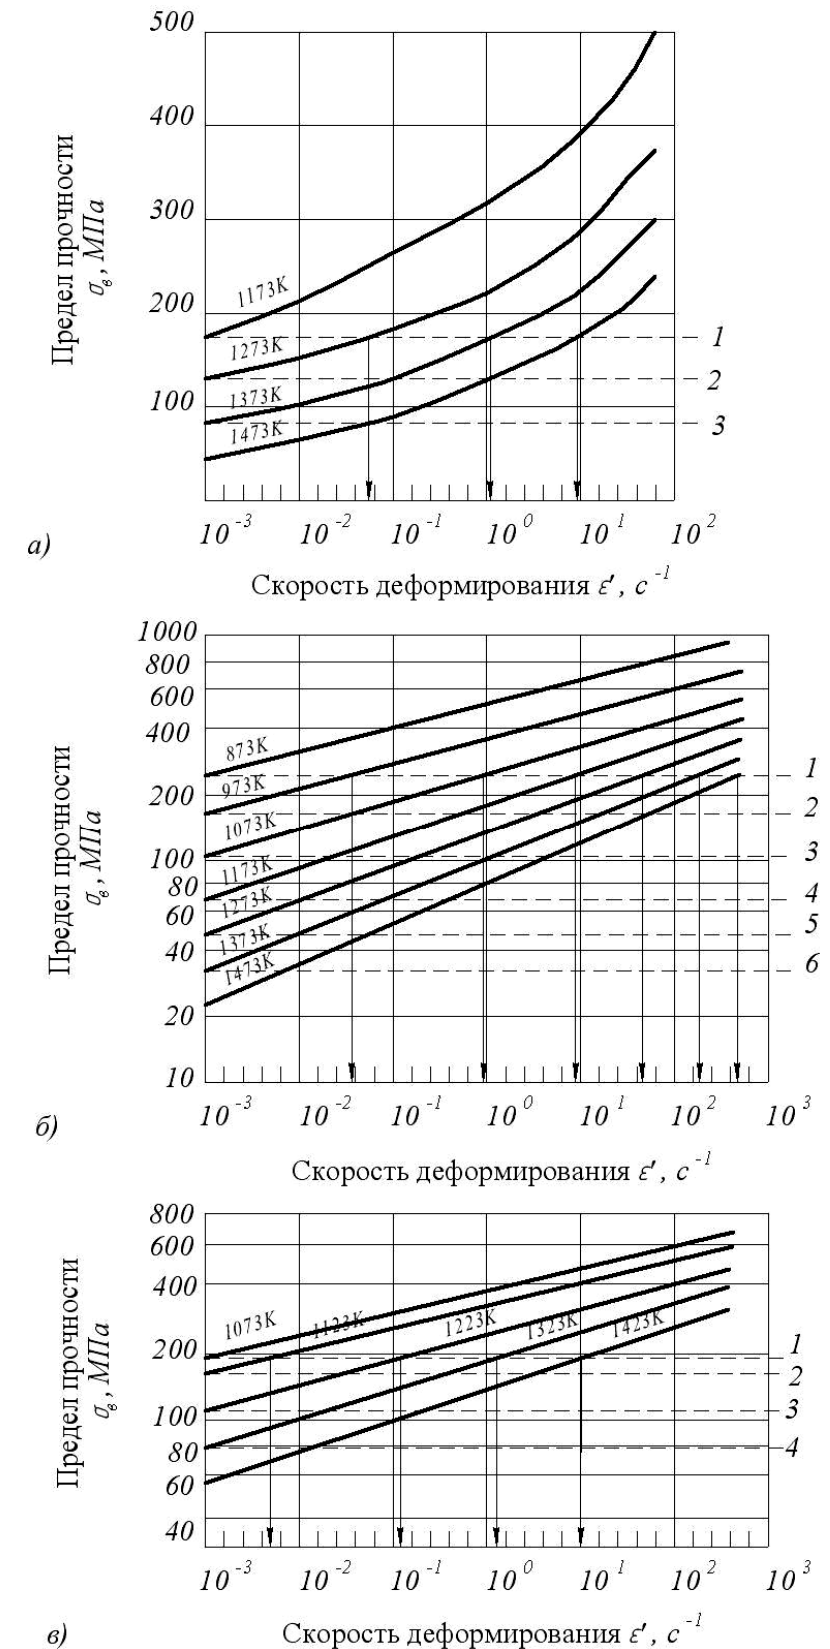 500
400
300
200
100
Предел прочности
σв, МПа
1173K
1273K
1373K
1473K
1
2
3
10⁻³ 10⁻² 10⁻¹ 10⁰ 10¹ 10²
а)
Скорость деформирования ε′, с⁻¹
1000
800
600
400
200
100
80
60
40
20
10
Предел прочности
σв, МПа
873K
973K
1073K
1173K
1273K
1373K
1473K
1
2
3
4
5
6
10⁻³ 10⁻² 10⁻¹ 10⁰ 10¹ 10² 10³
б)
Скорость деформирования ε′, с⁻¹
800
600
400
200
100
80
60
40
Предел прочности
σв, МПа
1073K 1123K 1223K 1323K 1423K
1
2
3
4
10⁻³ 10⁻² 10⁻¹ 10⁰ 10¹ 10² 10³
в)
Скорость деформирования ε′, с⁻¹